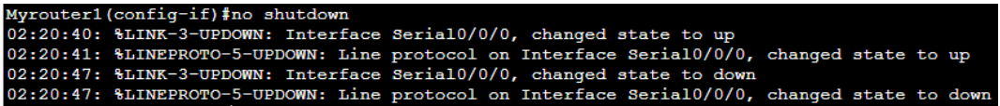 Myrouter1(config-if)#no shutdown
02:20:40: %LINK-3-UPDOWN: Interface Serial0/0/0, changed state to up
02:20:41: %LINEPROTO-5-UPDOWN: Line protocol on Interface Serial0/0/0, changed state to up
02:20:47: %LINK-3-UPDOWN: Interface Serial0/0/0, changed state to down
02:20:47: %LINEPROTO-5-UPDOWN: Line protocol on Interface Serial0/0/0, changed state to down